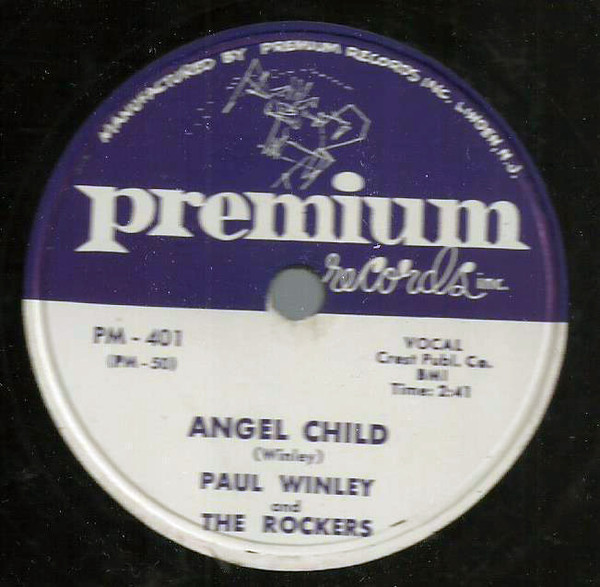 MANUFACTURED BY PREMIUM RECORDS, INC. LINDEN, N.J.
premium
records inc.
PM-401
(PM-50)
VOCAL
Crest Publ. Co.
BMI
Time: 2:41
ANGEL CHILD
(Winley)
PAUL WINLEY
and
THE ROCKERS